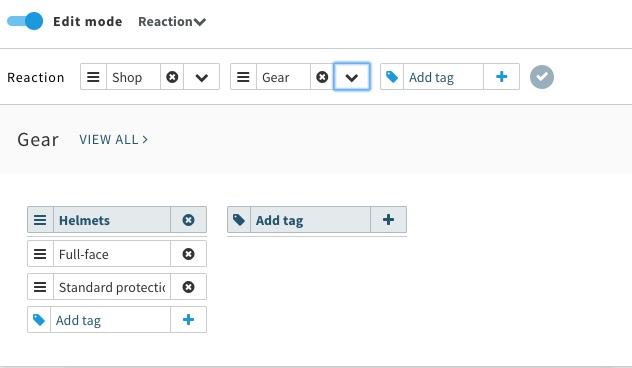 Edit mode Reaction
Reaction Shop Gear Add tag
Gear VIEW ALL >
Helmets Add tag
Full-face
Standard protectic
Add tag